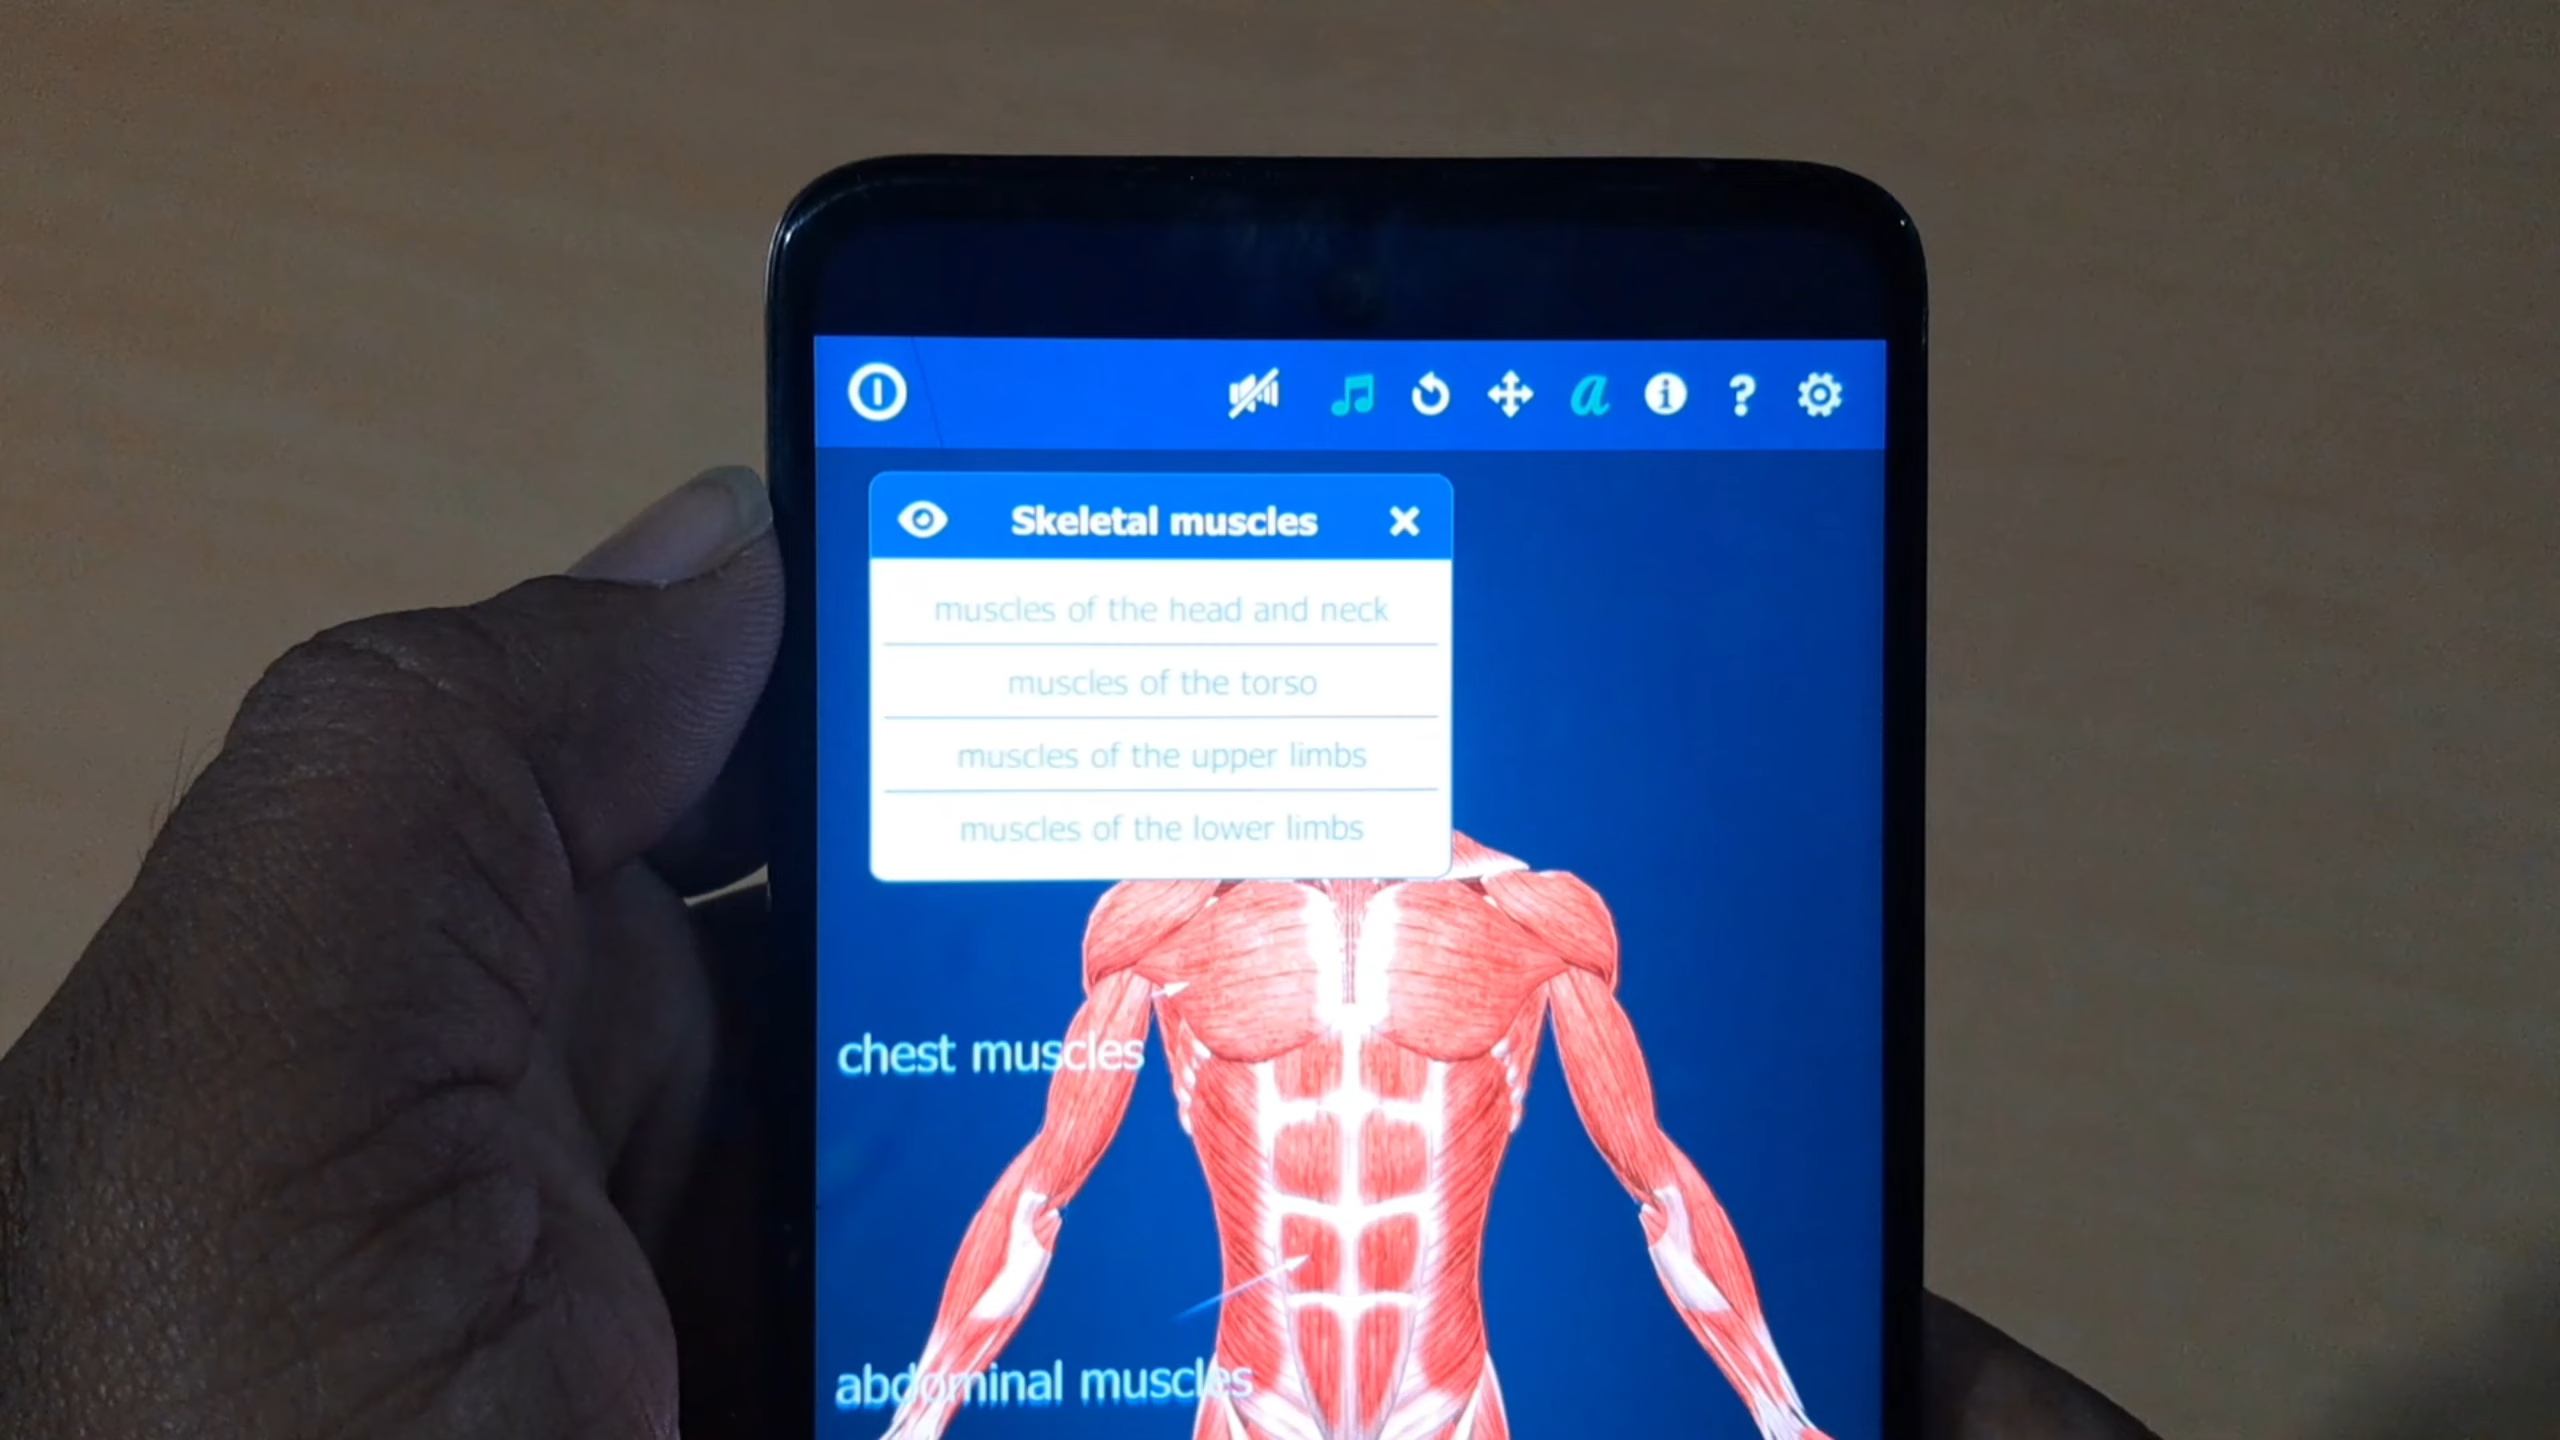 Skeletal muscles
muscles of the head and neck
muscles of the torso
muscles of the upper limbs
muscles of the lower limbs
chest muscles
abdominal muscles